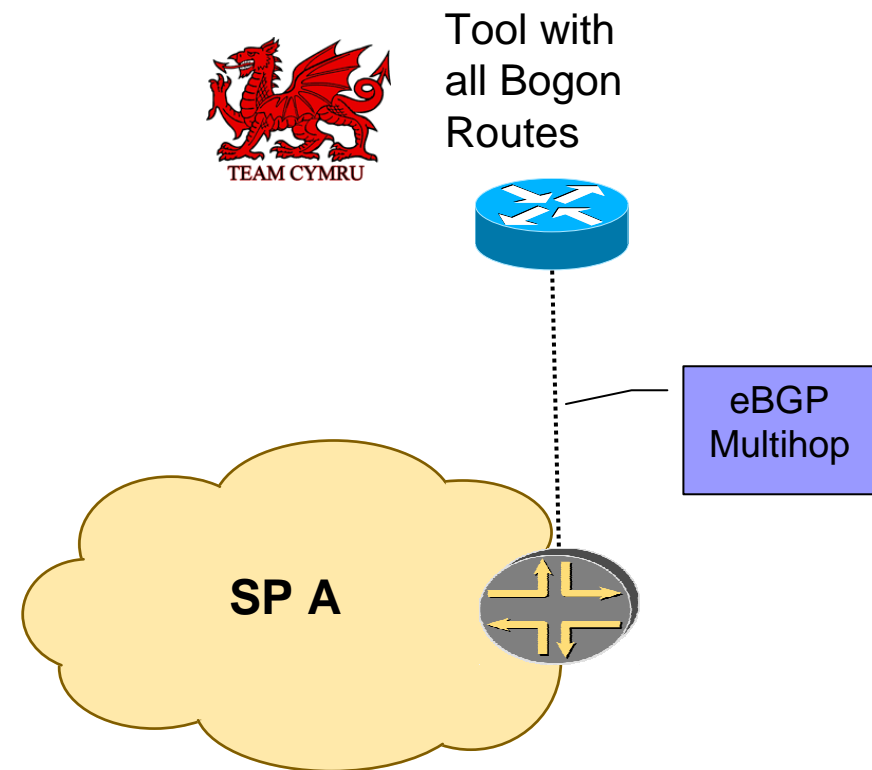 Tool with
all Bogon
Routes
TEAM CYMRU
eBGP
Multihop
SP A